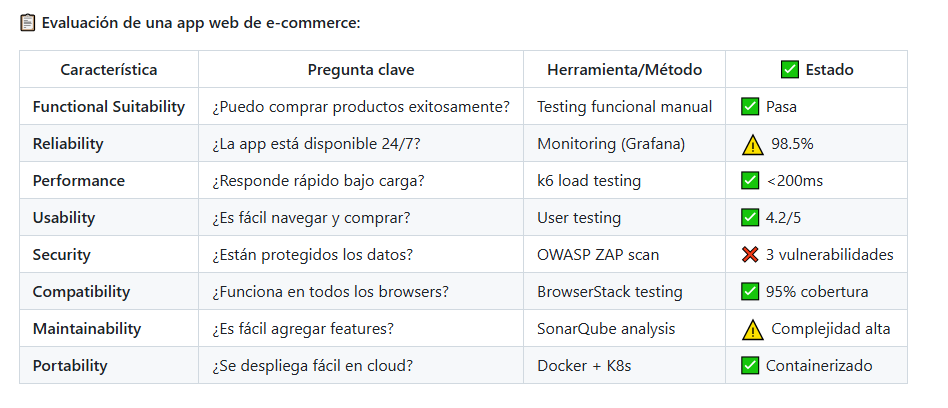 📋 Evaluación de una app web de e-commerce:
Característica Pregunta clave Herramienta/Método ✅ Estado
Functional Suitability ¿Puedo comprar productos exitosamente? Testing funcional manual ✅ Pasa
Reliability ¿La app está disponible 24/7? Monitoring (Grafana) ⚠️ 98.5%
Performance ¿Responde rápido bajo carga? k6 load testing ✅ <200ms
Usability ¿Es fácil navegar y comprar? User testing ✅ 4.2/5
Security ¿Están protegidos los datos? OWASP ZAP scan ❌ 3 vulnerabilidades
Compatibility ¿Funciona en todos los browsers? BrowserStack testing ✅ 95% cobertura
Maintainability ¿Es fácil agregar features? SonarQube analysis ⚠️ Complejidad alta
Portability ¿Se despliega fácil en cloud? Docker + K8s ✅ Containerizado